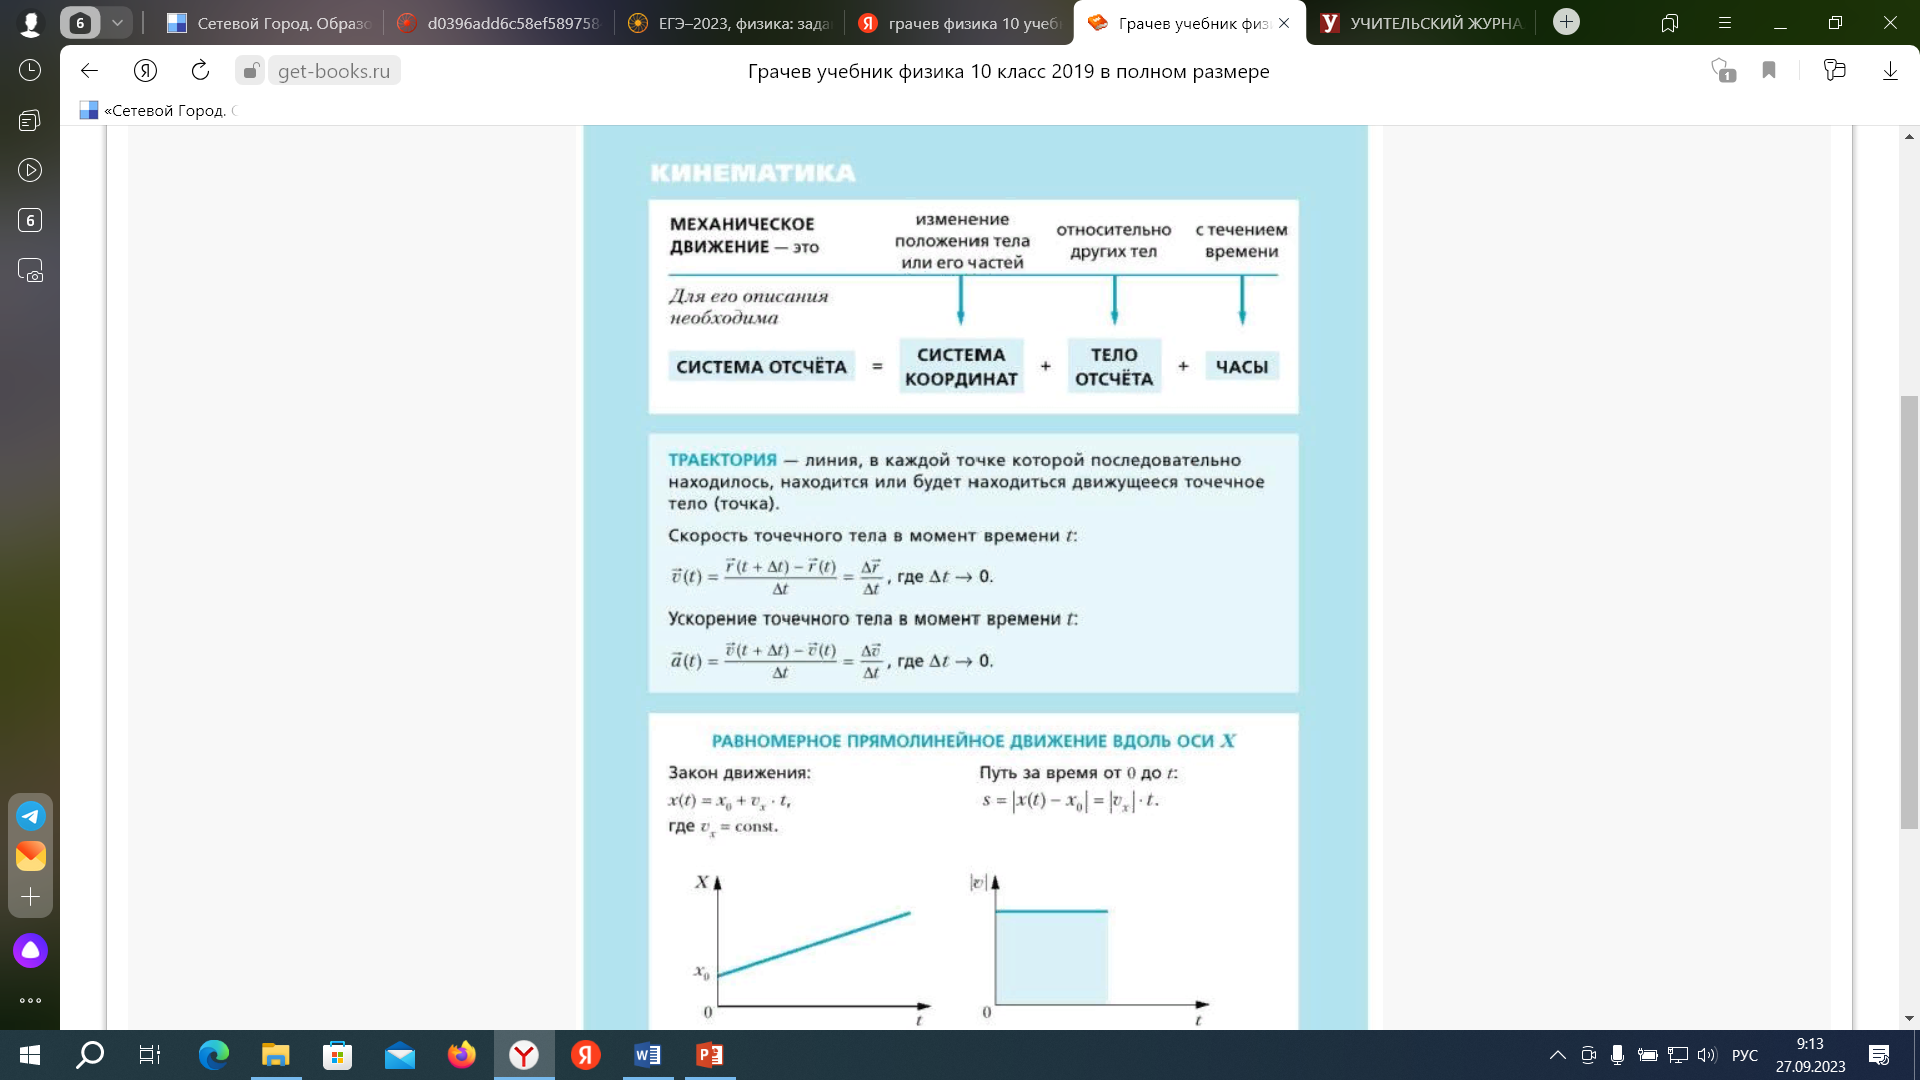 6
Сетевой Город. Образо
d0396add6c58ef589758
ЕГЭ–2023, физика: зада
грачев физика 10 учеб
Грачев учебник физи
УЧИТЕЛЬСКИЙ ЖУРНА
get-books.ru
Грачев учебник физика 10 класс 2019 в полном размере
1
«Сетевой Город.
6
КИНЕМАТИКА
МЕХАНИЧЕСКОЕ
ДВИЖЕНИЕ — это
изменение
положения тела
или его частей
относительно
других тел
с течением
времени
Для его описания
необходима
СИСТЕМА ОТСЧЁТА = СИСТЕМА КООРДИНАТ + ТЕЛО ОТСЧЁТА + ЧАСЫ
ТРАЕКТОРИЯ — линия, в каждой точке которой последовательно
находилось, находится или будет находиться движущееся точечное
тело (точка).
Скорость точечного тела в момент времени t:
v⃗(t) = (r⃗(t + Δt) – r⃗(t))/Δt = Δr⃗/Δt, где Δt → 0.
Ускорение точечного тела в момент времени t:
a⃗(t) = (v⃗(t + Δt) – v⃗(t))/Δt = Δv⃗/Δt, где Δt → 0.
РАВНОМЕРНОЕ ПРЯМОЛИНЕЙНОЕ ДВИЖЕНИЕ ВДОЛЬ ОСИ X
Закон движения:
x(t) = x₀ + vₓ · t,
где vₓ = const.
Путь за время от 0 до t:
s = |x(t) – x₀| = |vₓ| · t.
X
x₀
0
t
|v⃗|
0
t
РУС
9:13
27.09.2023